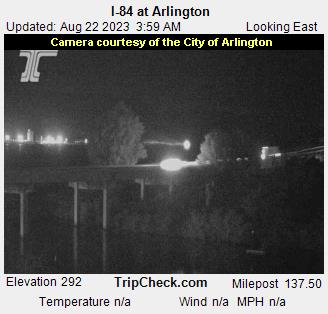 I-84 at Arlington
Updated: Aug 22 2023 3:59 AM Looking East
Camera courtesy of the City of Arlington
Elevation 292 TripCheck.com Milepost 137.50
Temperature n/a Wind n/a MPH n/a